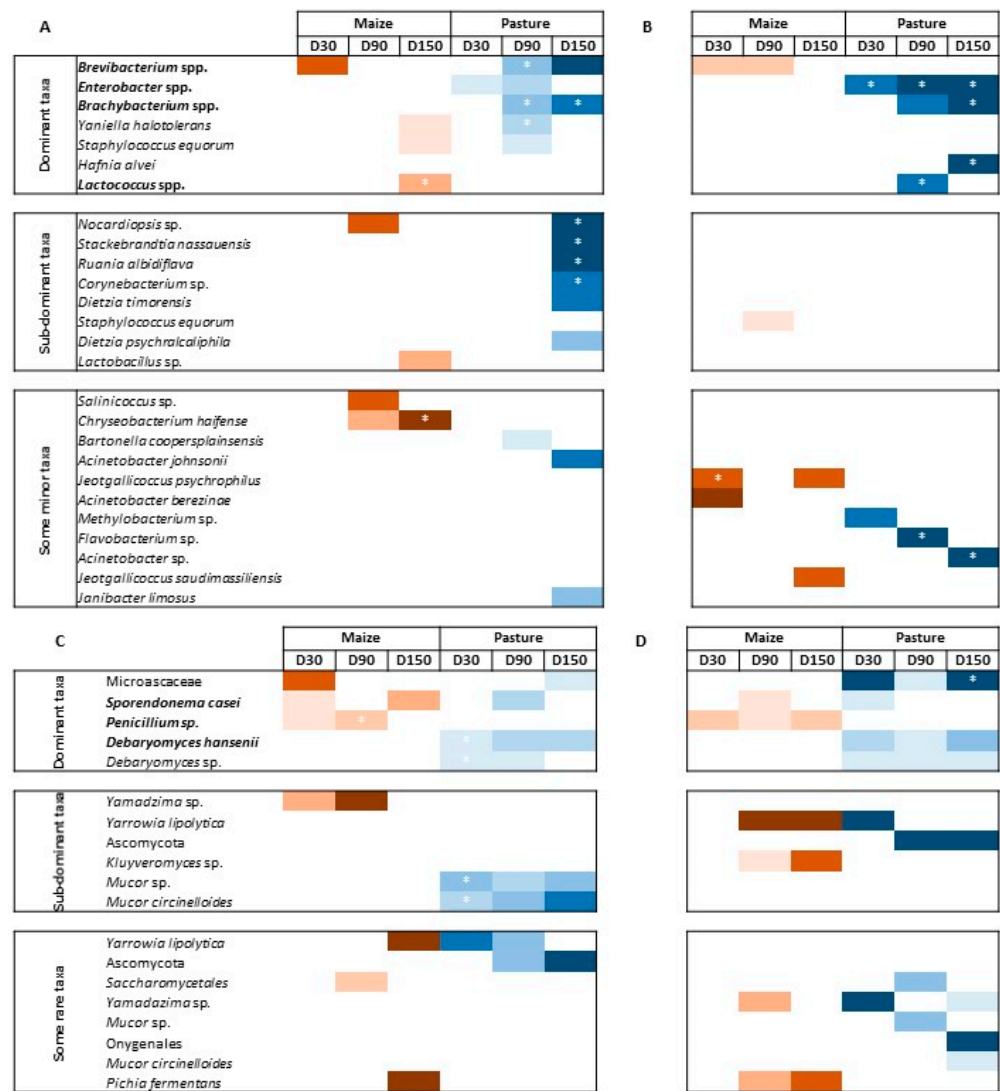 A Maize Pasture B Maize Pasture
D30 D90 D150 D30 D90 D150 D30 D90 D150 D30 D90 D150
Dominant taxa
Brevibacterium spp. *
Enterobacter spp. * * *
Brachybacterium spp. * * *
Yaniella halotolerans *
Staphylococcus equorum
Hafnia alvei *
Lactococcus spp. * *
Sub-dominant taxa
Nocardiopsis sp. *
Stackebrandtia nassauensis *
Ruania albidiflava *
Corynebacterium sp. *
Dietzia timorensis
Staphylococcus equorum
Dietzia psychralcaliphila
Lactobacillus sp.
Some minor taxa
Salinicoccus sp.
Chryseobacterium haifense *
Bartonella coopersplainsensis
Acinetobacter johnsonii
Jeotgallicoccus psychrophilus *
Acinetobacter berezinae
Methylobacterium sp.
Flavobacterium sp. *
Acinetobacter sp. *
Jeotgallicoccus saudimassiliensis
Janibacter limosus
C Maize Pasture D Maize Pasture
D30 D90 D150 D30 D90 D150 D30 D90 D150 D30 D90 D150
Dominant taxa
Microascaceae *
Sporendonema casei
Penicillium sp. *
Debaryomyces hansenii *
Debaryomyces sp. *
Sub-dominant taxa
Yamadzima sp.
Yarrowia lipolytica
Ascomycota
Kluyveromyces sp.
Mucor sp. *
Mucor circinelloides *
Some rare taxa
Yarrowia lipolytica
Ascomycota
Saccharomycetales
Yamadazima sp.
Mucor sp.
Onygenales
Mucor circinelloides
Pichia fermentans